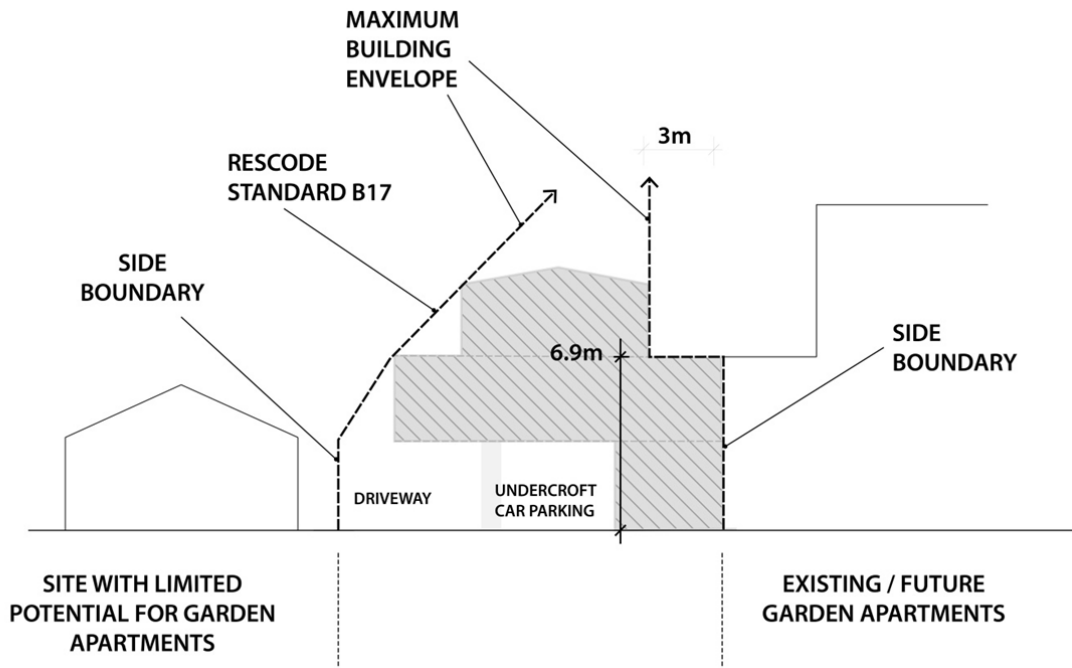 MAXIMUM
BUILDING
ENVELOPE
3m
RESCODE
STANDARD B17
SIDE
BOUNDARY
6.9m
SIDE
BOUNDARY
DRIVEWAY
UNDERCROFT
CAR PARKING
SITE WITH LIMITED
POTENTIAL FOR GARDEN
APARTMENTS
EXISTING / FUTURE
GARDEN APARTMENTS